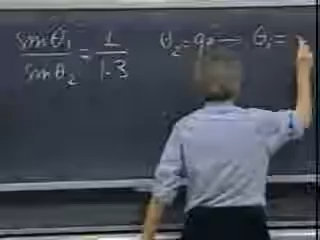 sinθ₁ / sinθ₂ = 1 / 1.3
θ₂ = 90 — θ₁ =